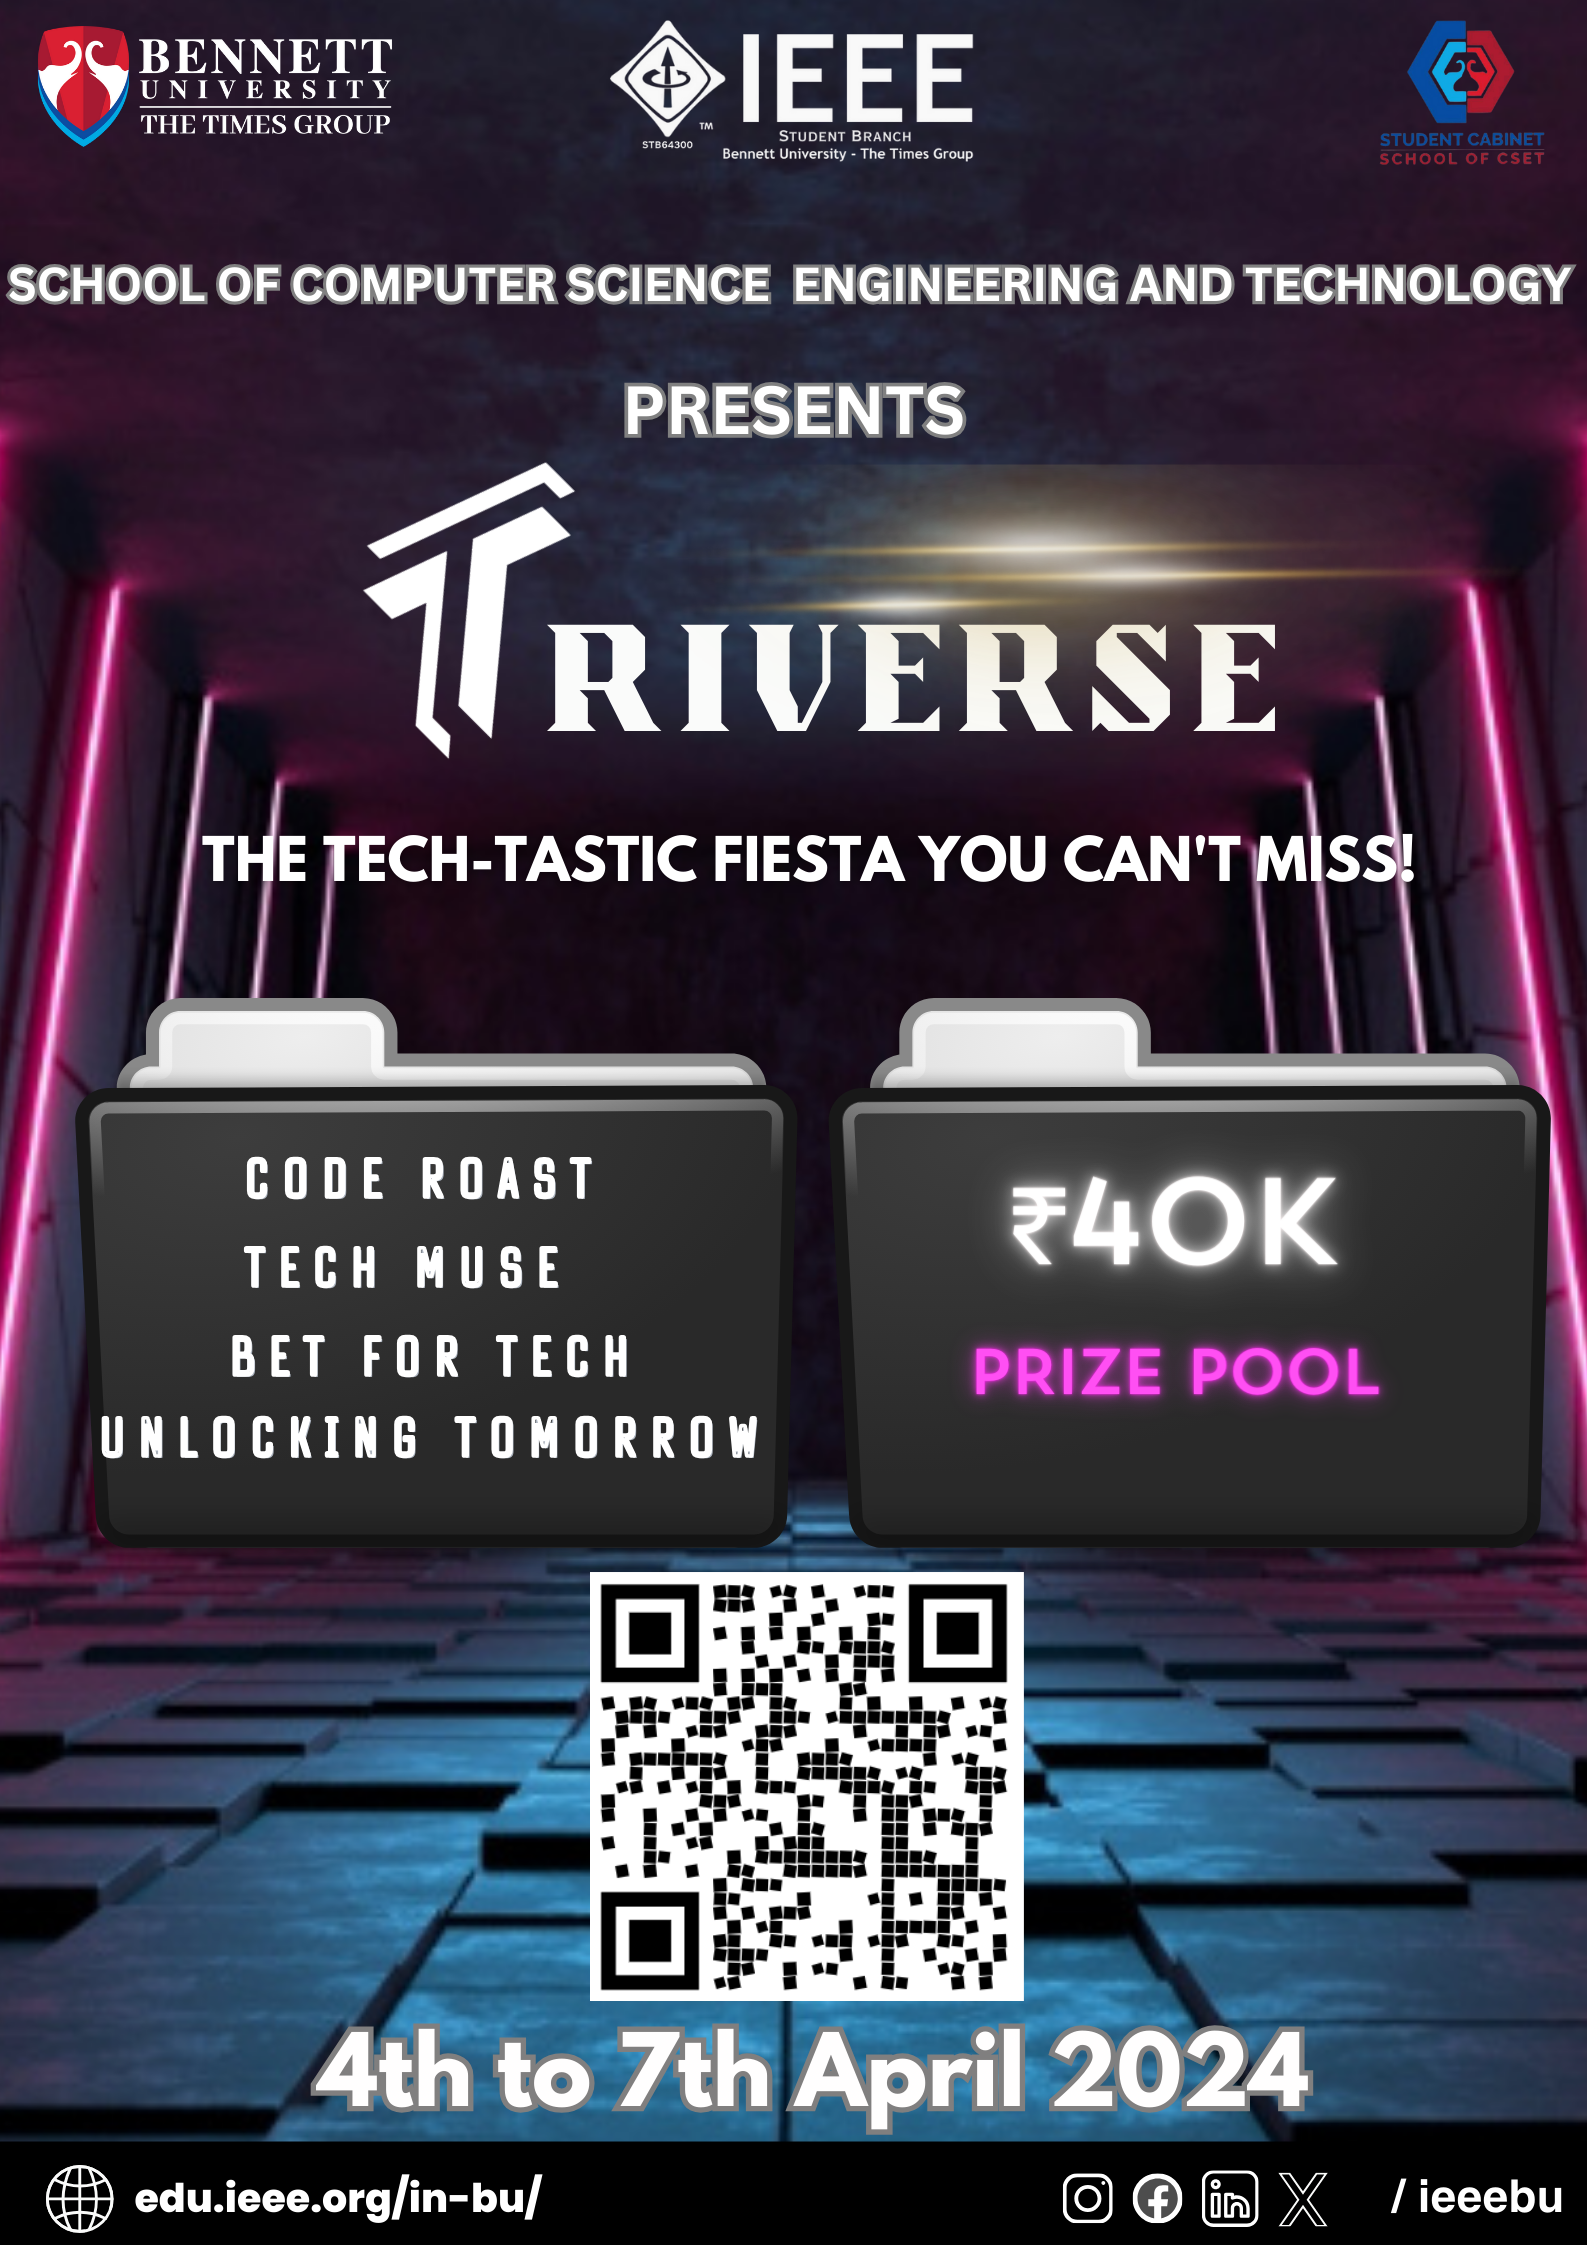 BENNETT
UNIVERSITY
THE TIMES GROUP
IEEE
TM
STB64300
STUDENT BRANCH
Bennett University - The Times Group
STUDENT CABINET
SCHOOL OF CSET
SCHOOL OF COMPUTER SCIENCE ENGINEERING AND TECHNOLOGY
PRESENTS
TRIVERSE
THE TECH-TASTIC FIESTA YOU CAN'T MISS!
CODE ROAST
TECH MUSE
BET FOR TECH
UNLOCKING TOMORROW
₹40K
PRIZE POOL
4th to 7th April 2024
edu.ieee.org/in-bu/
/ ieeebu